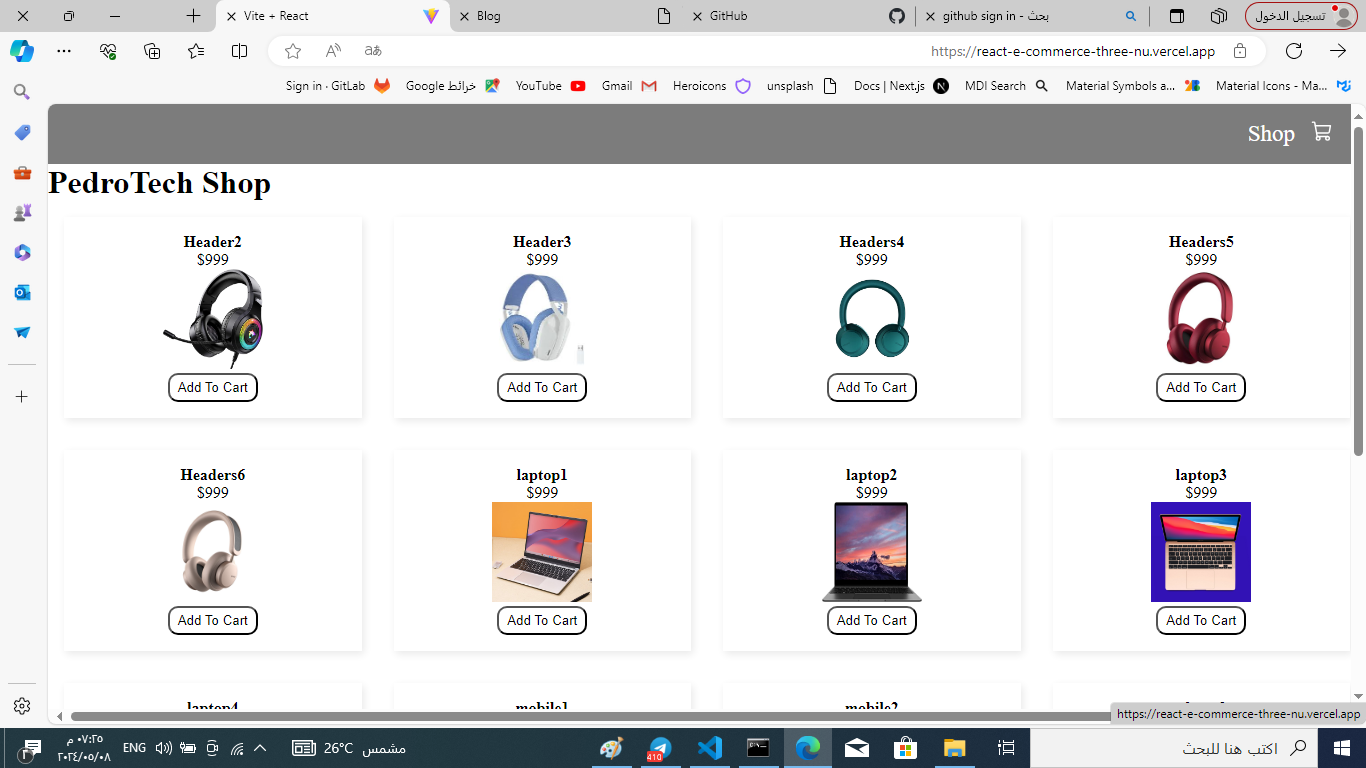 Vite + React
Blog
GitHub
github sign in - بحث
تسجيل الدخول
https://react-e-commerce-three-nu.vercel.app
Sign in · GitLab
خرائط Google
YouTube
Gmail
Heroicons
unsplash
Docs | Next.js
MDI Search
Material Symbols a...
Material Icons - Ma...
Shop
PedroTech Shop
Header2
$999
Add To Cart
Header3
$999
Add To Cart
Headers4
$999
Add To Cart
Headers5
$999
Add To Cart
Headers6
$999
Add To Cart
laptop1
$999
Add To Cart
laptop2
$999
Add To Cart
laptop3
$999
Add To Cart
laptop4
mobile1
mobile2
https://react-e-commerce-three-nu.vercel.app
٠٧:٢٥ م
٢٠٢٤/٠٥/٠٨
ENG
26°C مشمس
410
اكتب هنا للبحث